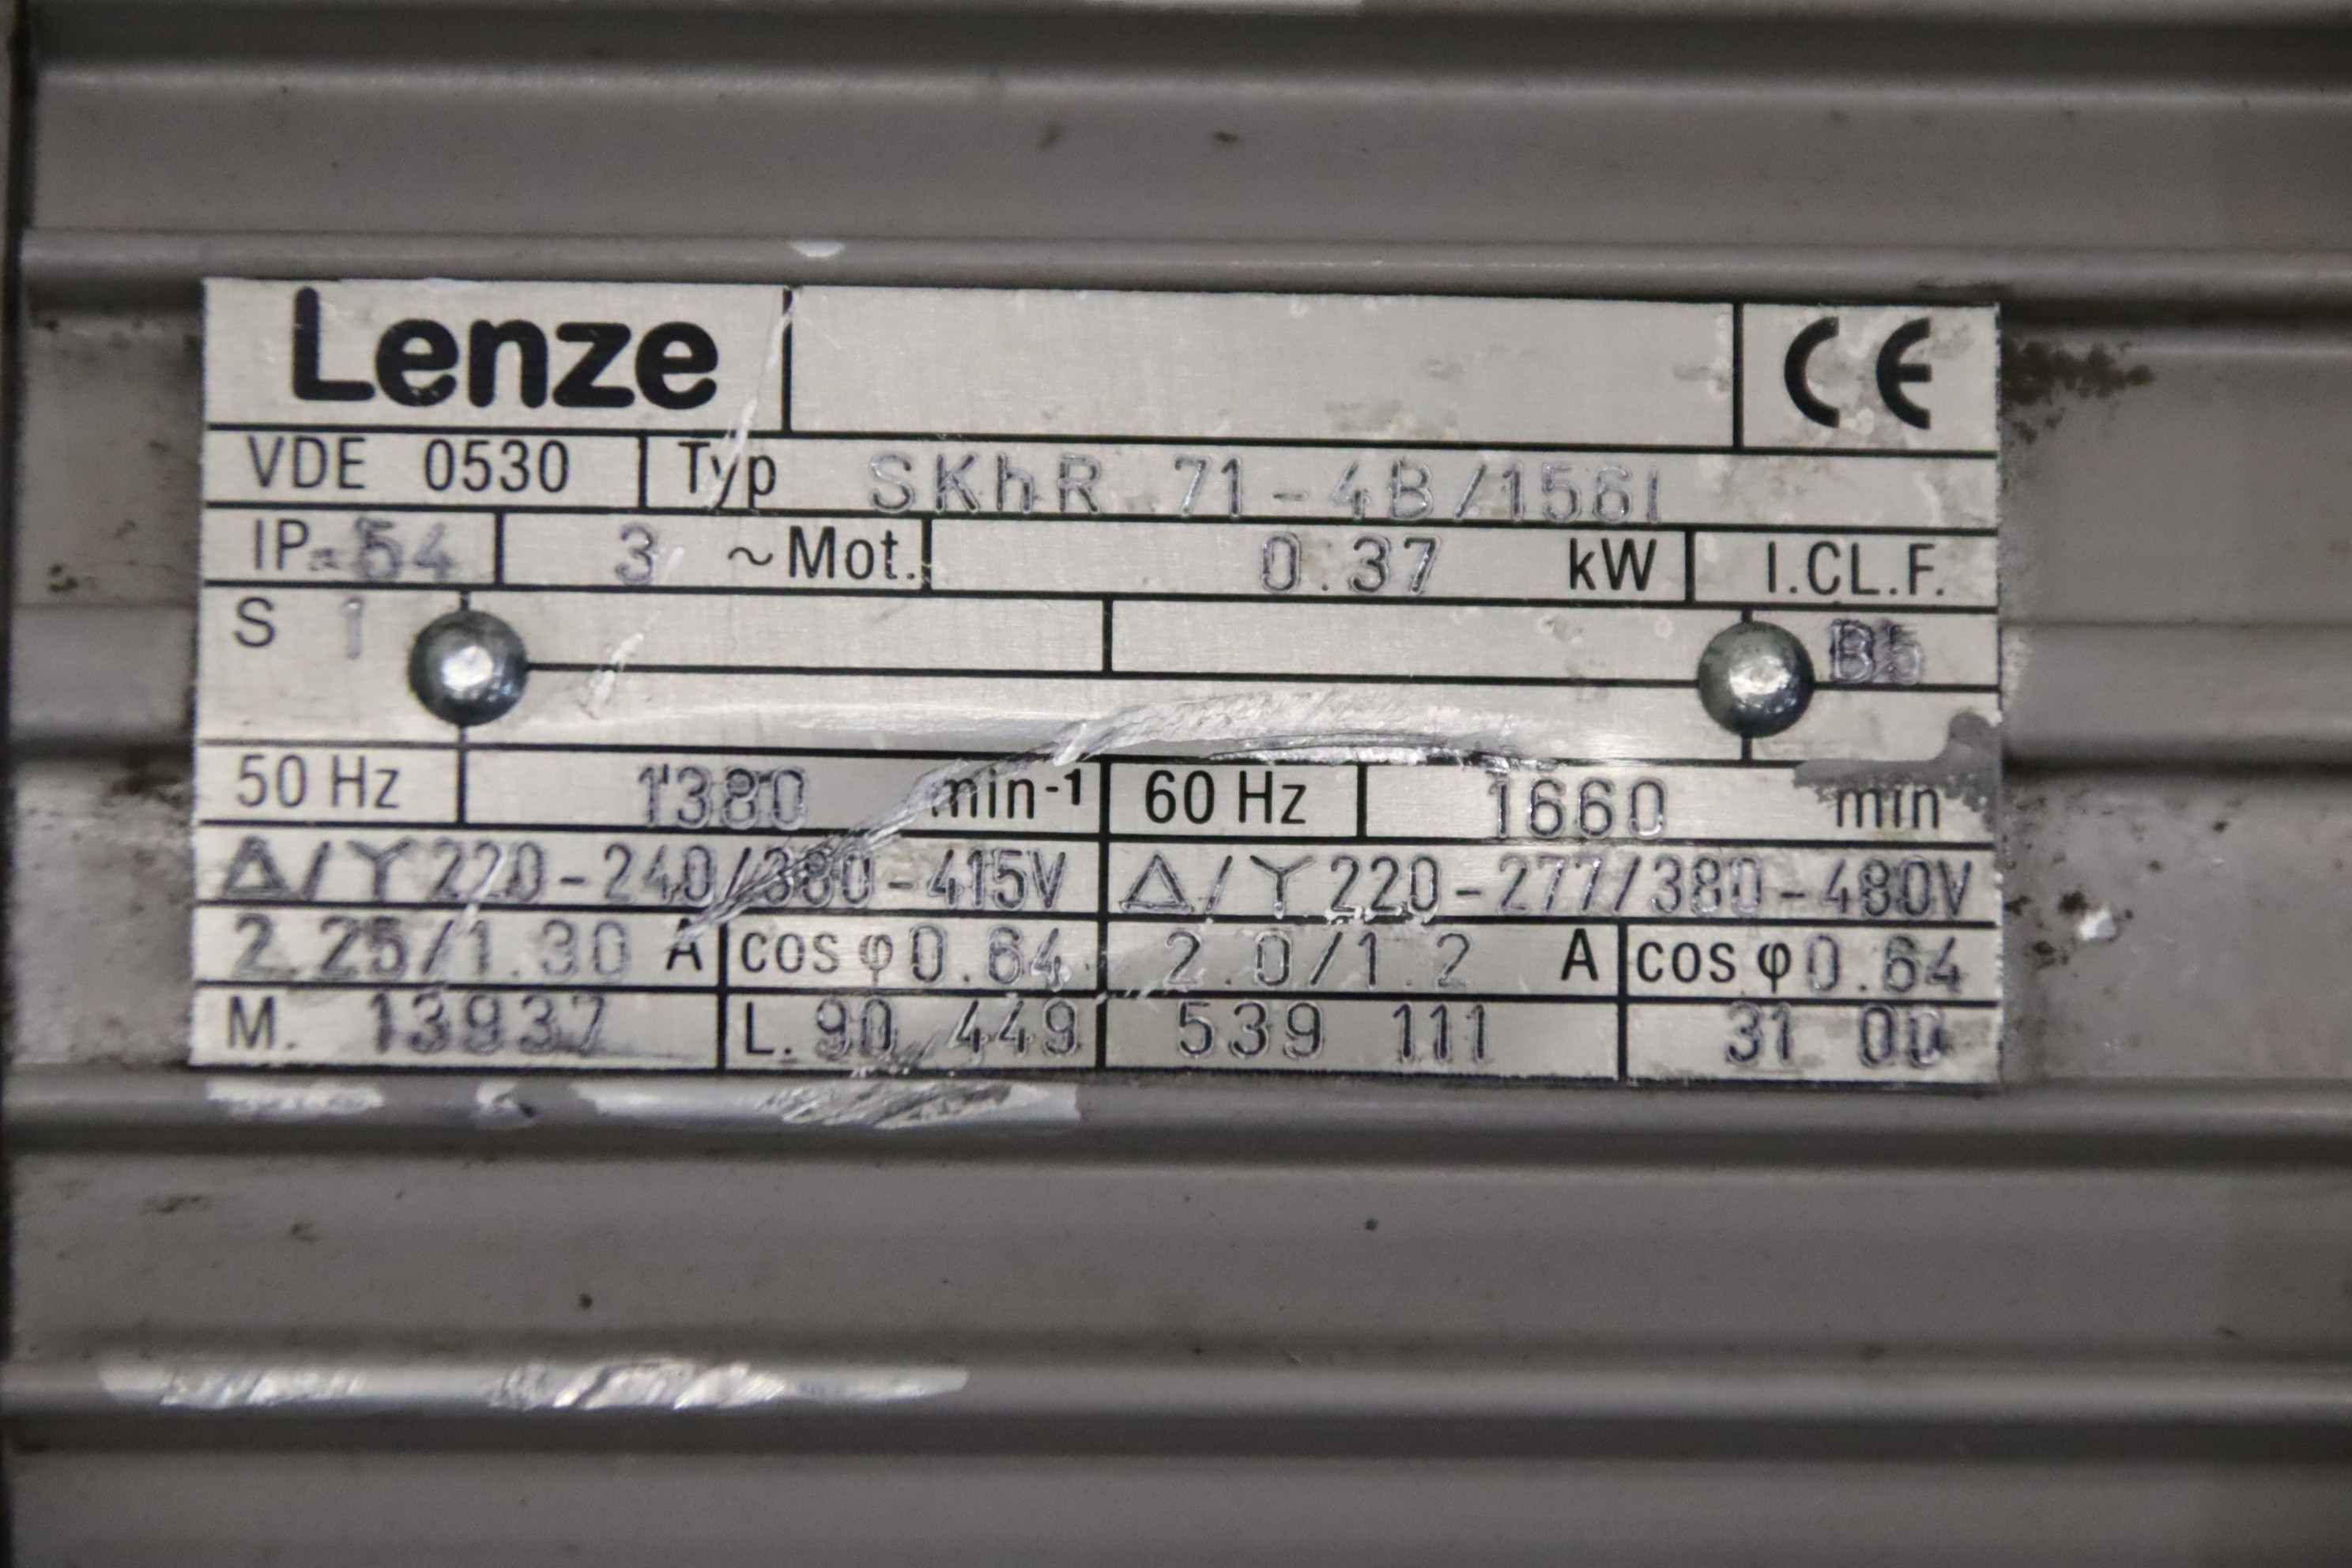 Lenze CE
VDE 0530 Typ SKhR 71-4B/156I
IP 54 3 ~Mot. 0.37 kW I.CL.F.
S 1 B5
50 Hz 1380 min-1 60 Hz 1660 min
Δ/Y 220-240/380-415V Δ/Y 220-277/380-480V
2.25/1.30 A cos φ 0.64 2.0/1.2 A cos φ 0.64
M. 13937 L. 90 449 539 111 31 00